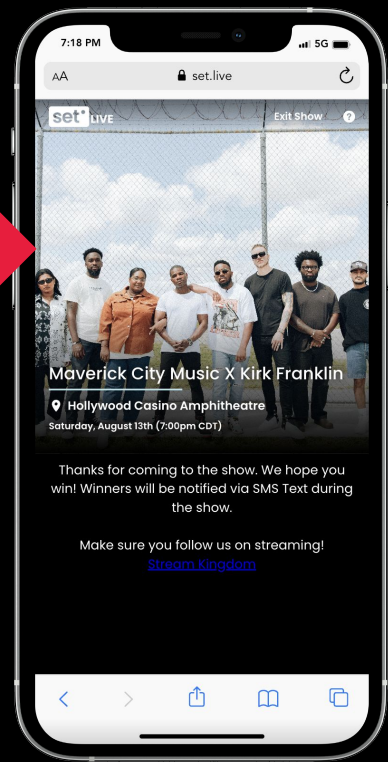 7:18 PM
5G
AA
set.live
set LIVE
Exit Show
?
Maverick City Music X Kirk Franklin
Hollywood Casino Amphitheatre
Saturday, August 13th (7:00pm CDT)
Thanks for coming to the show. We hope you
win! Winners will be notified via SMS Text during
the show.
Make sure you follow us on streaming!
Stream Kingdom